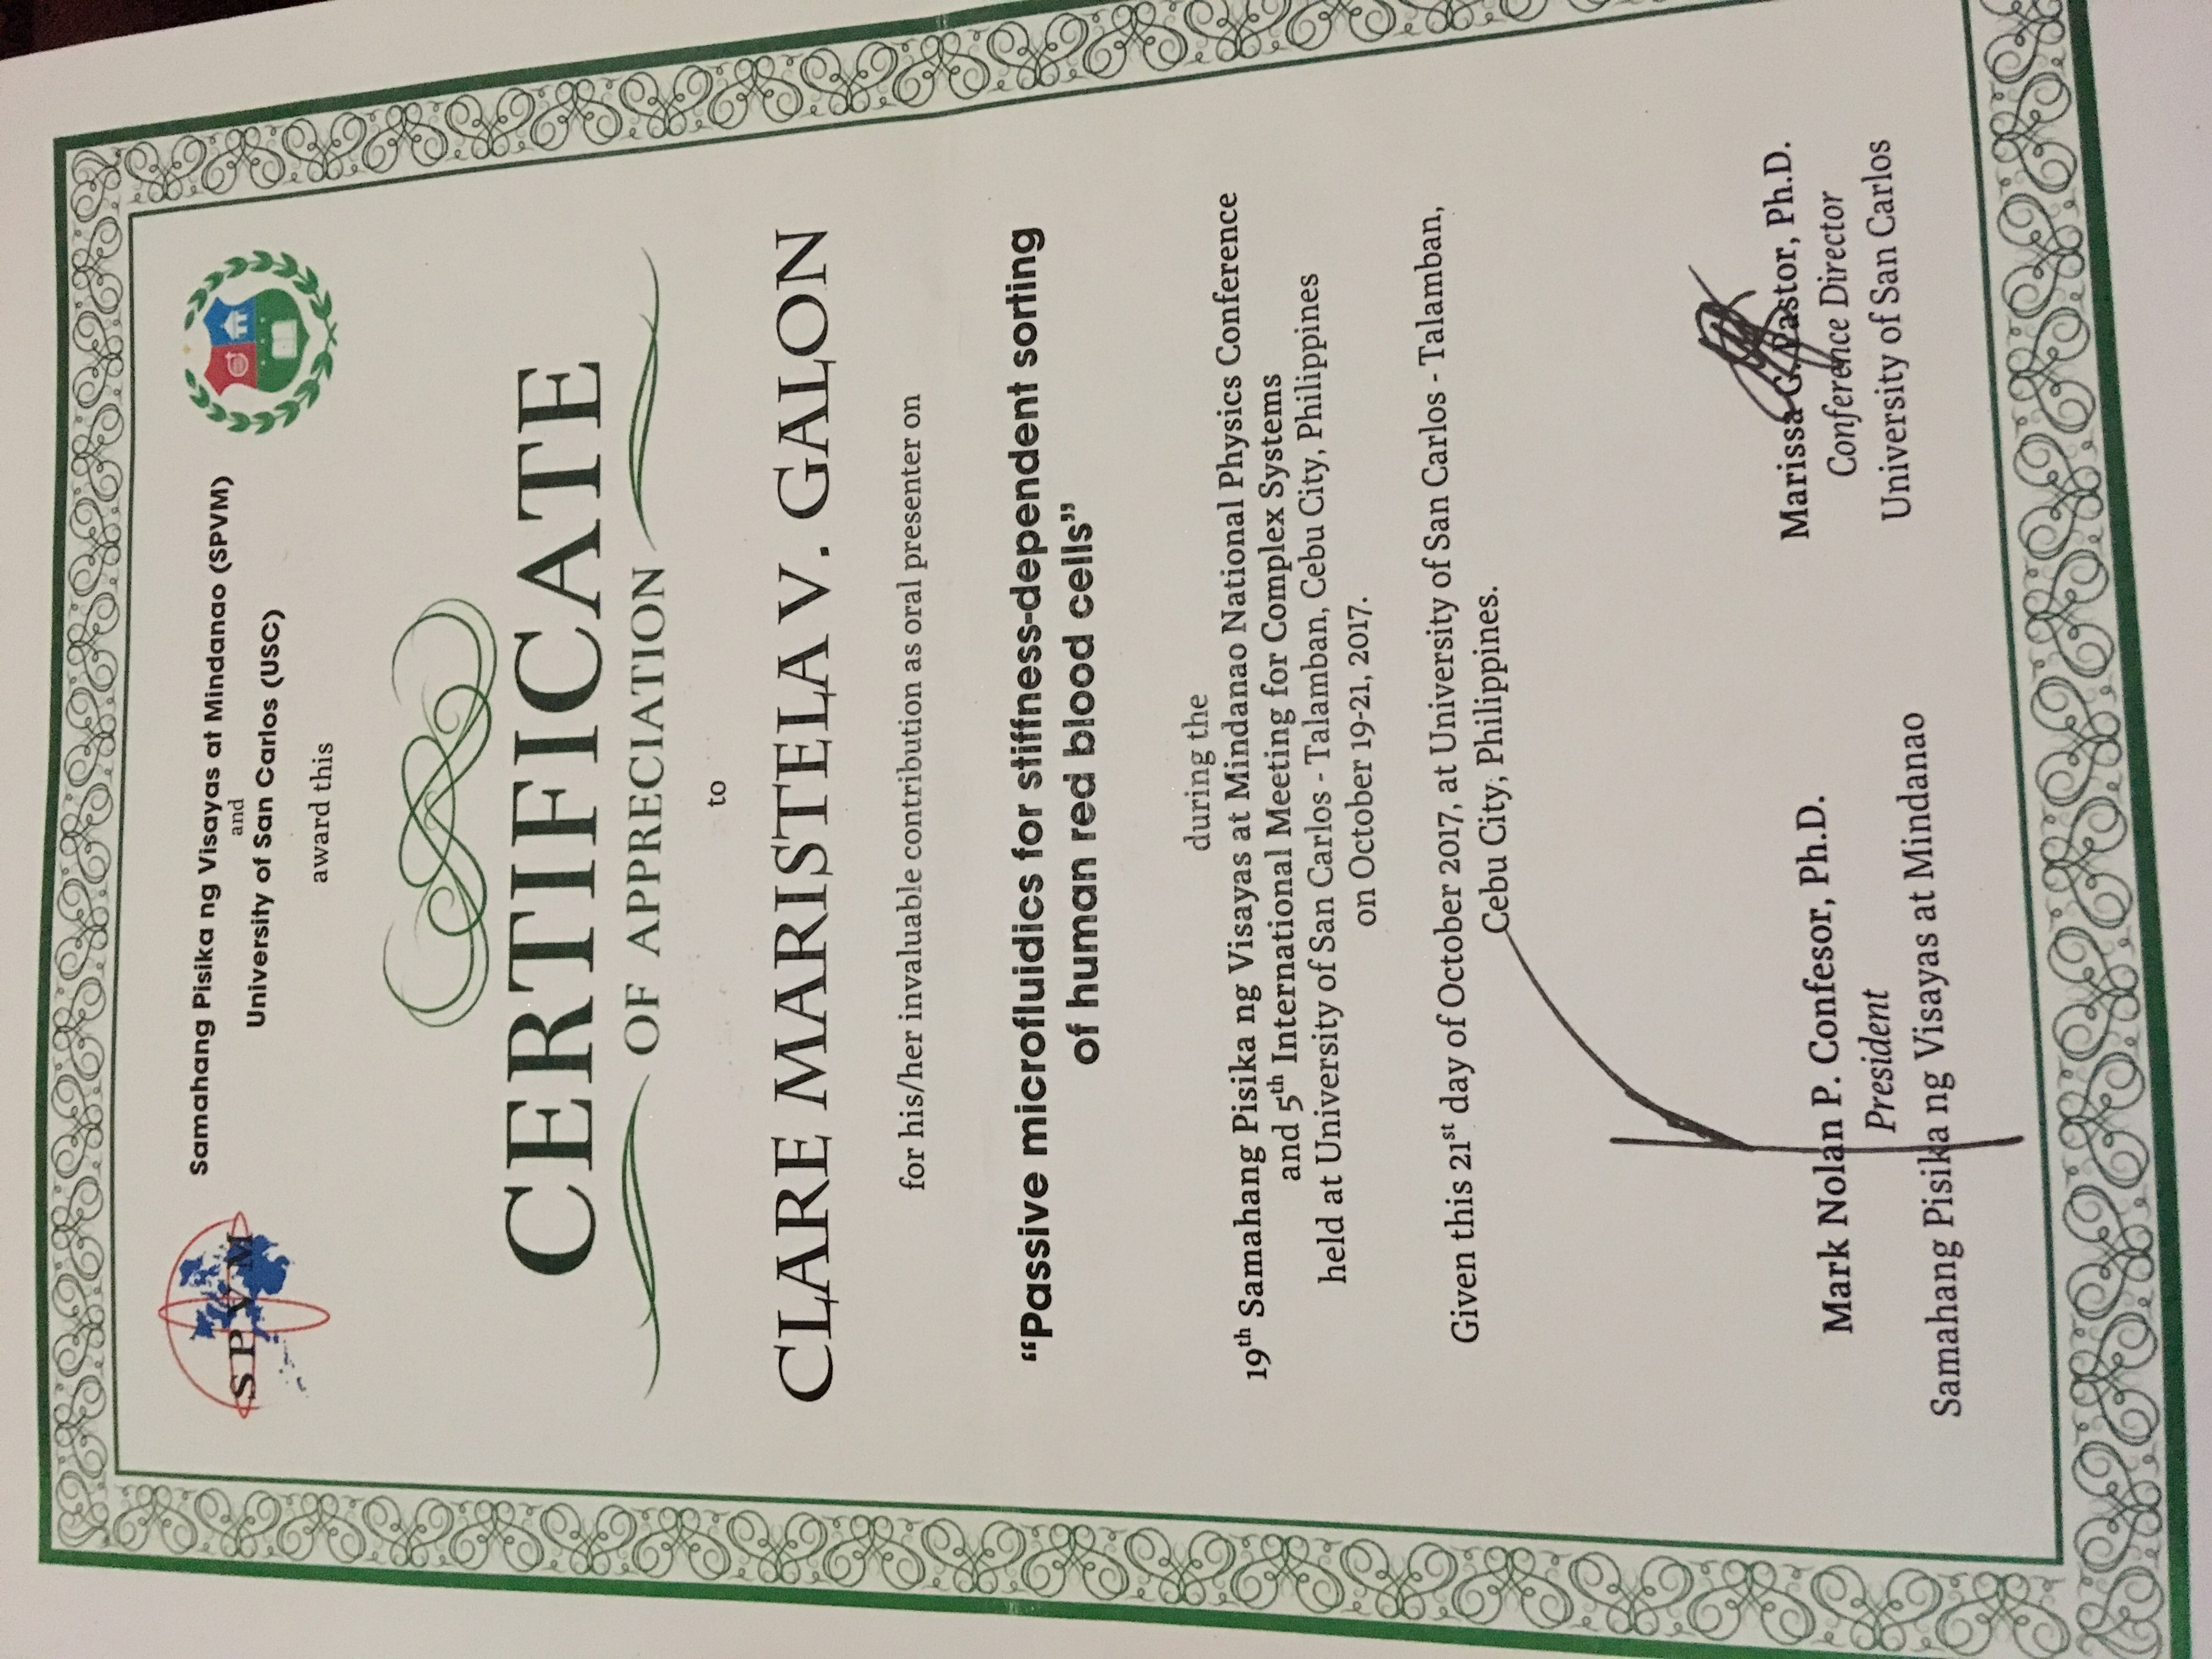 SPVM
Samahang Pisika ng Visayas at Mindanao (SPVM)
and
University of San Carlos (USC)
award this
CERTIFICATE
OF APPRECIATION
to
CLARE MARISTELA V. GALON
for his/her invaluable contribution as oral presenter on
“Passive microfluidics for stiffness-dependent sorting
of human red blood cells”
during the
19th Samahang Pisika ng Visayas at Mindanao National Physics Conference
and 5th International Meeting for Complex Systems
held at University of San Carlos - Talamban, Cebu City, Philippines
on October 19-21, 2017.
Given this 21st day of October 2017, at University of San Carlos - Talamban,
Cebu City, Philippines.
Mark Nolan P. Confesor, Ph.D.
President
Samahang Pisika ng Visayas at Mindanao
Marissa G. Pastor, Ph.D.
Conference Director
University of San Carlos